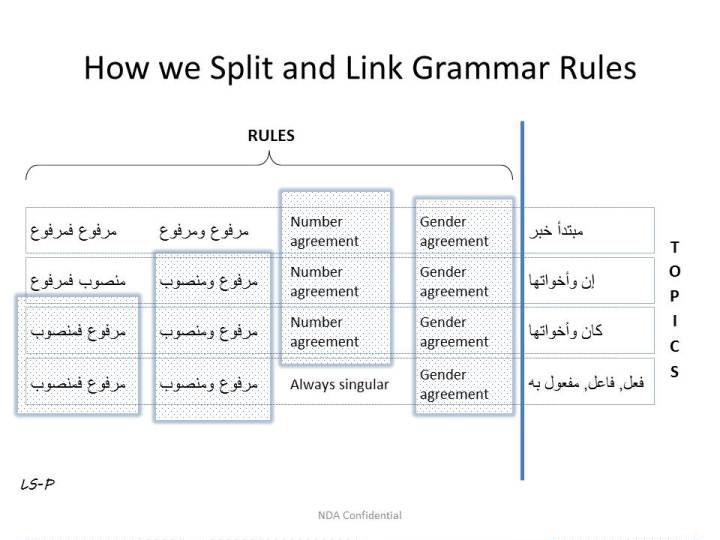 How we Split and Link Grammar Rules
RULES
مرفوع فمرفوع
مرفوع ومرفوع
Number
agreement
Gender
agreement
مبتدأ خبر
منصوب فمرفوع
مرفوع ومنصوب
Number
agreement
Gender
agreement
إن وأخواتها
مرفوع فمنصوب
مرفوع ومنصوب
Number
agreement
Gender
agreement
كان وأخواتها
مرفوع فمنصوب
مرفوع ومنصوب
Always singular
Gender
agreement
فعل, فاعل, مفعول به
T
O
P
I
C
S
LS-P
NDA Confidential